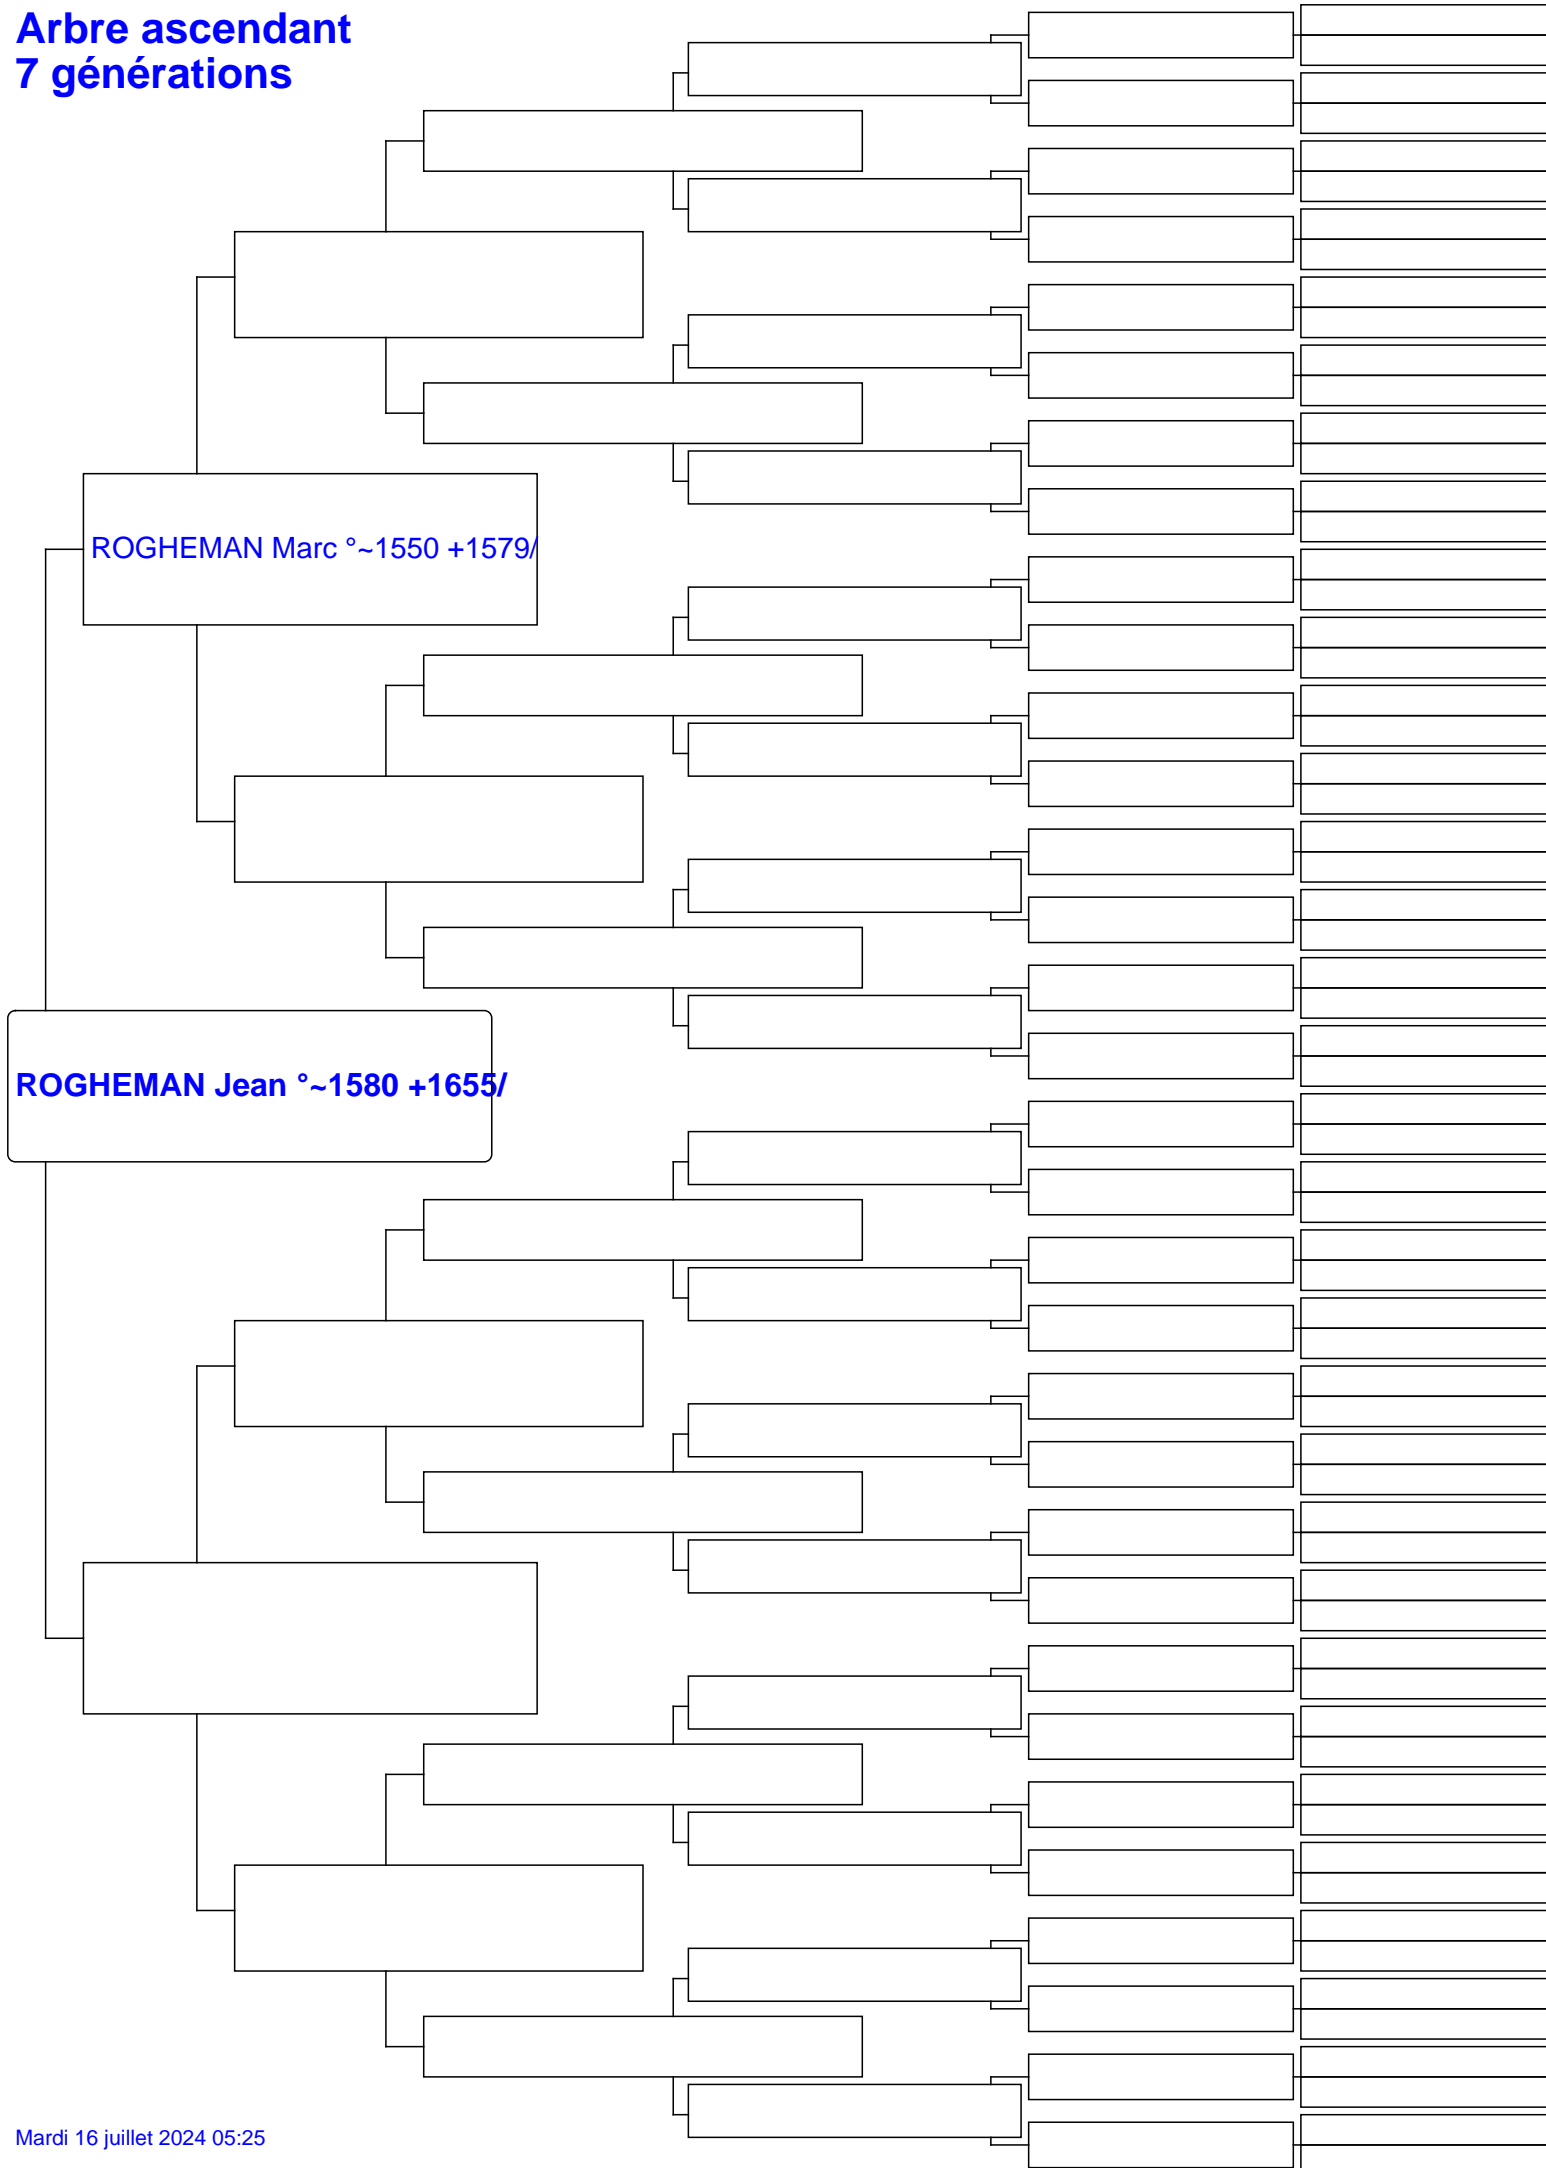 Arbre ascendant
7 générations
ROGHEMAN Marc °~1550 +1579/
ROGHEMAN Jean °~1580 +1655/
Mardi 16 juillet 2024 05:25